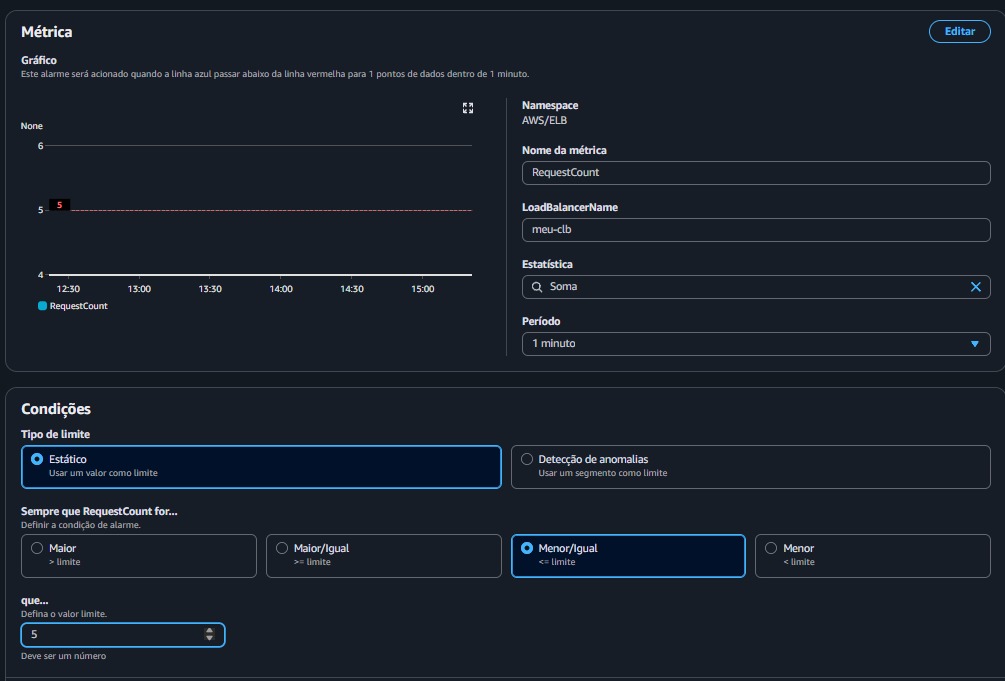 Métrica
Editar
Gráfico
Este alarme será acionado quando a linha azul passar abaixo da linha vermelha para 1 pontos de dados dentro de 1 minuto.
None
6
5
5
4
12:30 13:00 13:30 14:00 14:30 15:00
RequestCount
Namespace
AWS/ELB
Nome da métrica
RequestCount
LoadBalancerName
meu-clb
Estatística
Soma
Período
1 minuto
Condições
Tipo de limite
Estático
Usar um valor como limite
Detecção de anomalias
Usar um segmento como limite
Sempre que RequestCount for...
Definir a condição de alarme.
Maior
> limite
Maior/Igual
>= limite
Menor/Igual
<= limite
Menor
< limite
que...
Defina o valor limite.
5
Deve ser um número